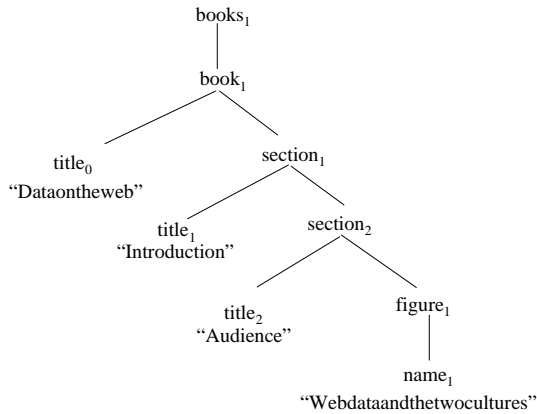 books₁
book₁
title₀
“Dataontheweb”
section₁
title₁
“Introduction”
section₂
title₂
“Audience”
figure₁
name₁
“Webdataandthetwocultures”